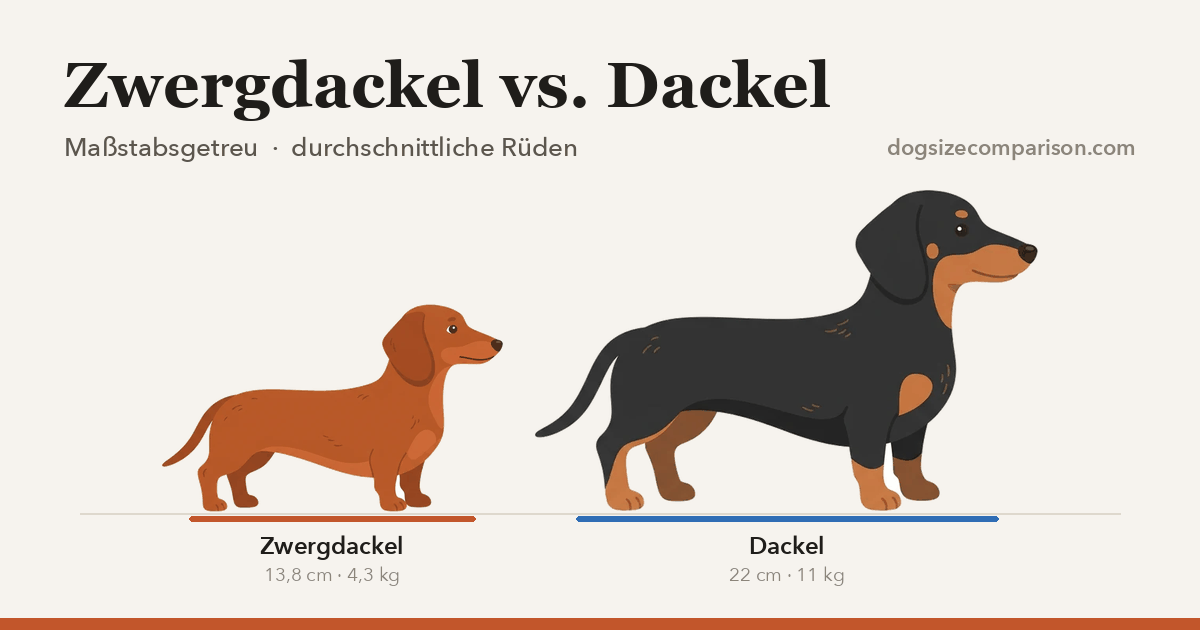 Zwergdackel vs. Dackel
Maßstabsgetreu · durchschnittliche Rüden
dogsizecomparison.com
Zwergdackel
13,8 cm · 4,3 kg
Dackel
22 cm · 11 kg